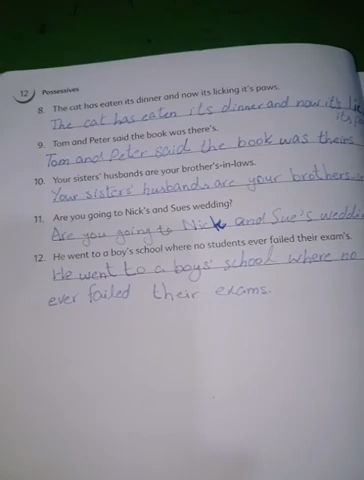 12 Possessives
8. The cat has eaten its dinner and now its licking it's paws.
The cat has eaten its dinner and now it's
its
9. Tom and Peter said the book was there's.
Tom and Peter said the book was theirs
10. Your sisters' husbands are your brother's-in-laws.
Your sisters' husbands are your brothers
11. Are you going to Nick's and Sues wedding?
Are you going to Nick and Sue's
12. He went to a boy's school where no students ever failed their exam's.
He went to a boys' school where no
ever failed their exams.